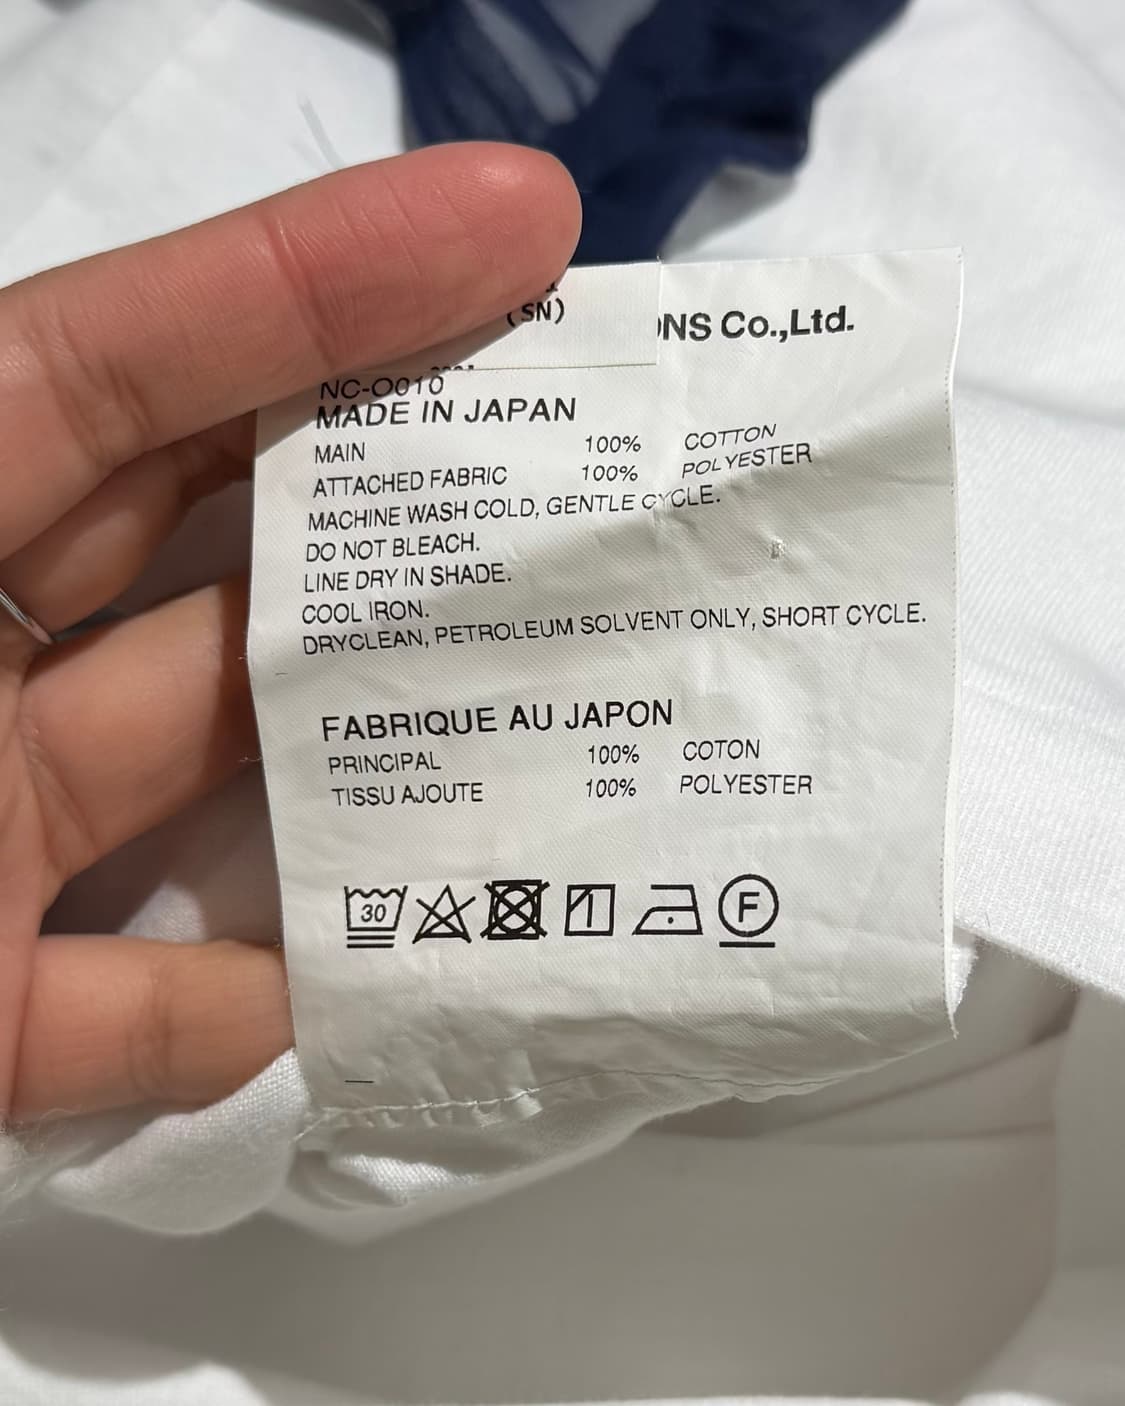 (SN)
NS Co.,Ltd.
NC-O010
MADE IN JAPAN
MAIN 100% COTTON
ATTACHED FABRIC 100% POLYESTER
MACHINE WASH COLD, GENTLE CYCLE.
DO NOT BLEACH.
LINE DRY IN SHADE.
COOL IRON.
DRYCLEAN, PETROLEUM SOLVENT ONLY, SHORT CYCLE.
FABRIQUE AU JAPON
PRINCIPAL 100% COTON
TISSU AJOUTE 100% POLYESTER
30
F